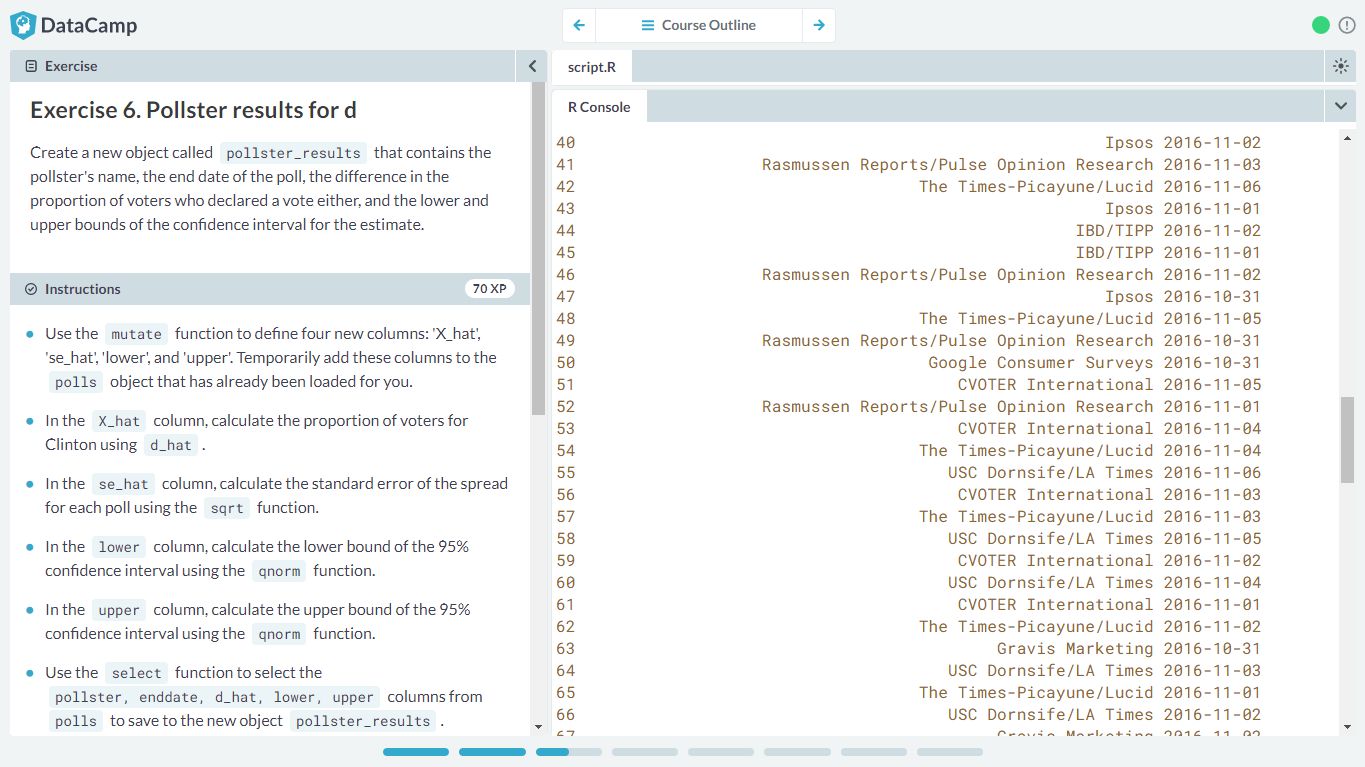 DataCamp
Course Outline
Exercise
Exercise 6. Pollster results for d
Create a new object called pollster_results that contains the
pollster's name, the end date of the poll, the difference in the
proportion of voters who declared a vote either, and the lower and
upper bounds of the confidence interval for the estimate.
Instructions
70 XP
Use the mutate function to define four new columns: 'X_hat',
'se_hat', 'lower', and 'upper'. Temporarily add these columns to the
polls object that has already been loaded for you.
In the X_hat column, calculate the proportion of voters for
Clinton using d_hat .
In the se_hat column, calculate the standard error of the spread
for each poll using the sqrt function.
In the lower column, calculate the lower bound of the 95%
confidence interval using the qnorm function.
In the upper column, calculate the upper bound of the 95%
confidence interval using the qnorm function.
Use the select function to select the
pollster, enddate, d_hat, lower, upper columns from
polls to save to the new object pollster_results .
script.R
R Console
40 Ipsos 2016-11-02
41 Rasmussen Reports/Pulse Opinion Research 2016-11-03
42 The Times-Picayune/Lucid 2016-11-06
43 Ipsos 2016-11-01
44 IBD/TIPP 2016-11-02
45 IBD/TIPP 2016-11-01
46 Rasmussen Reports/Pulse Opinion Research 2016-11-02
47 Ipsos 2016-10-31
48 The Times-Picayune/Lucid 2016-11-05
49 Rasmussen Reports/Pulse Opinion Research 2016-10-31
50 Google Consumer Surveys 2016-10-31
51 CVOTER International 2016-11-05
52 Rasmussen Reports/Pulse Opinion Research 2016-11-01
53 CVOTER International 2016-11-04
54 The Times-Picayune/Lucid 2016-11-04
55 USC Dornsife/LA Times 2016-11-06
56 CVOTER International 2016-11-03
57 The Times-Picayune/Lucid 2016-11-03
58 USC Dornsife/LA Times 2016-11-05
59 CVOTER International 2016-11-02
60 USC Dornsife/LA Times 2016-11-04
61 CVOTER International 2016-11-01
62 The Times-Picayune/Lucid 2016-11-02
63 Gravis Marketing 2016-10-31
64 USC Dornsife/LA Times 2016-11-03
65 The Times-Picayune/Lucid 2016-11-01
66 USC Dornsife/LA Times 2016-11-02
67 Gravis Marketing 2016-11-02